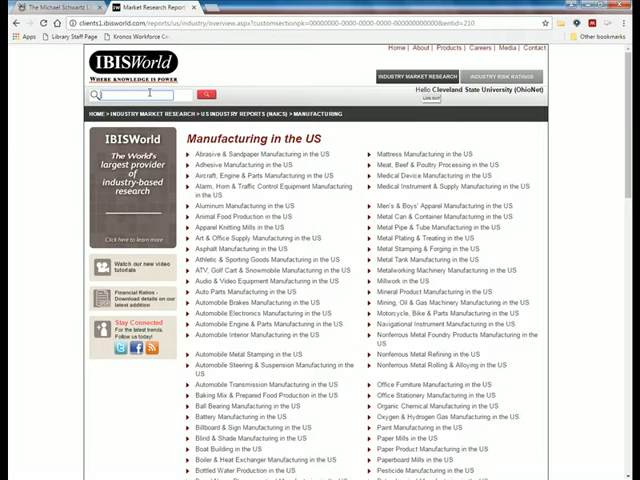 The Michael Schwartz L
Market Research Report
clients1.ibisworld.com/reports/us/industry/overview.aspx?customsectionpk=00000000-0000-0000-0000-000000000000&entid=210
Apps
Library Staff Page
Kronos Workforce C
Other bookmarks
Home | About | Products | Careers | Media | Contact
IBISWorld
WHERE KNOWLEDGE IS POWER
INDUSTRY MARKET RESEARCH
INDUSTRY RISK RATINGS
Hello Cleveland State University (OhioNet)
LOG OUT
HOME > INDUSTRY MARKET RESEARCH > US INDUSTRY REPORTS (NAICS) > MANUFACTURING
IBISWorld
The World's
largest provider
of
industry-based
research
Click here to learn more
Watch our new video
tutorials
Financial Ratios -
Download details on our
latest addition
Stay Connected
For the latest trends,
Follow us today!
Manufacturing in the US
Abrasive & Sandpaper Manufacturing in the US
Adhesive Manufacturing in the US
Aircraft, Engine & Parts Manufacturing in the US
Alarm, Horn & Traffic Control Equipment Manufacturing
in the US
Aluminum Manufacturing in the US
Animal Food Production in the US
Apparel Knitting Mills in the US
Art & Office Supply Manufacturing in the US
Asphalt Manufacturing in the US
Athletic & Sporting Goods Manufacturing in the US
ATV, Golf Cart & Snowmobile Manufacturing in the US
Audio & Video Equipment Manufacturing in the US
Auto Parts Manufacturing in the US
Automobile Brakes Manufacturing in the US
Automobile Electronics Manufacturing in the US
Automobile Engine & Parts Manufacturing in the US
Automobile Interior Manufacturing in the US
Automobile Metal Stamping in the US
Automobile Steering & Suspension Manufacturing in the
US
Automobile Transmission Manufacturing in the US
Baking Mix & Prepared Food Production in the US
Ball Bearing Manufacturing in the US
Battery Manufacturing in the US
Billboard & Sign Manufacturing in the US
Blind & Shade Manufacturing in the US
Boat Building in the US
Boiler & Heat Exchanger Manufacturing in the US
Bottled Water Production in the US
Mattress Manufacturing in the US
Meat, Beef & Poultry Processing in the US
Medical Device Manufacturing in the US
Medical Instrument & Supply Manufacturing in the US
Men's & Boys' Apparel Manufacturing in the US
Metal Can & Container Manufacturing in the US
Metal Pipe & Tube Manufacturing in the US
Metal Plating & Treating in the US
Metal Stamping & Forging in the US
Metal Tank Manufacturing in the US
Metalworking Machinery Manufacturing in the US
Millwork in the US
Mineral Product Manufacturing in the US
Mining, Oil & Gas Machinery Manufacturing in the US
Motorcycle, Bike & Parts Manufacturing in the US
Navigational Instrument Manufacturing in the US
Nonferrous Metal Foundry Products Manufacturing in the
US
Nonferrous Metal Refining in the US
Nonferrous Metal Rolling & Alloying in the US
Office Furniture Manufacturing in the US
Office Stationery Manufacturing in the US
Organic Chemical Manufacturing in the US
Oxygen & Hydrogen Gas Manufacturing in the US
Paint Manufacturing in the US
Paper Mills in the US
Paper Product Manufacturing in the US
Paperboard Mills in the US
Pesticide Manufacturing in the US